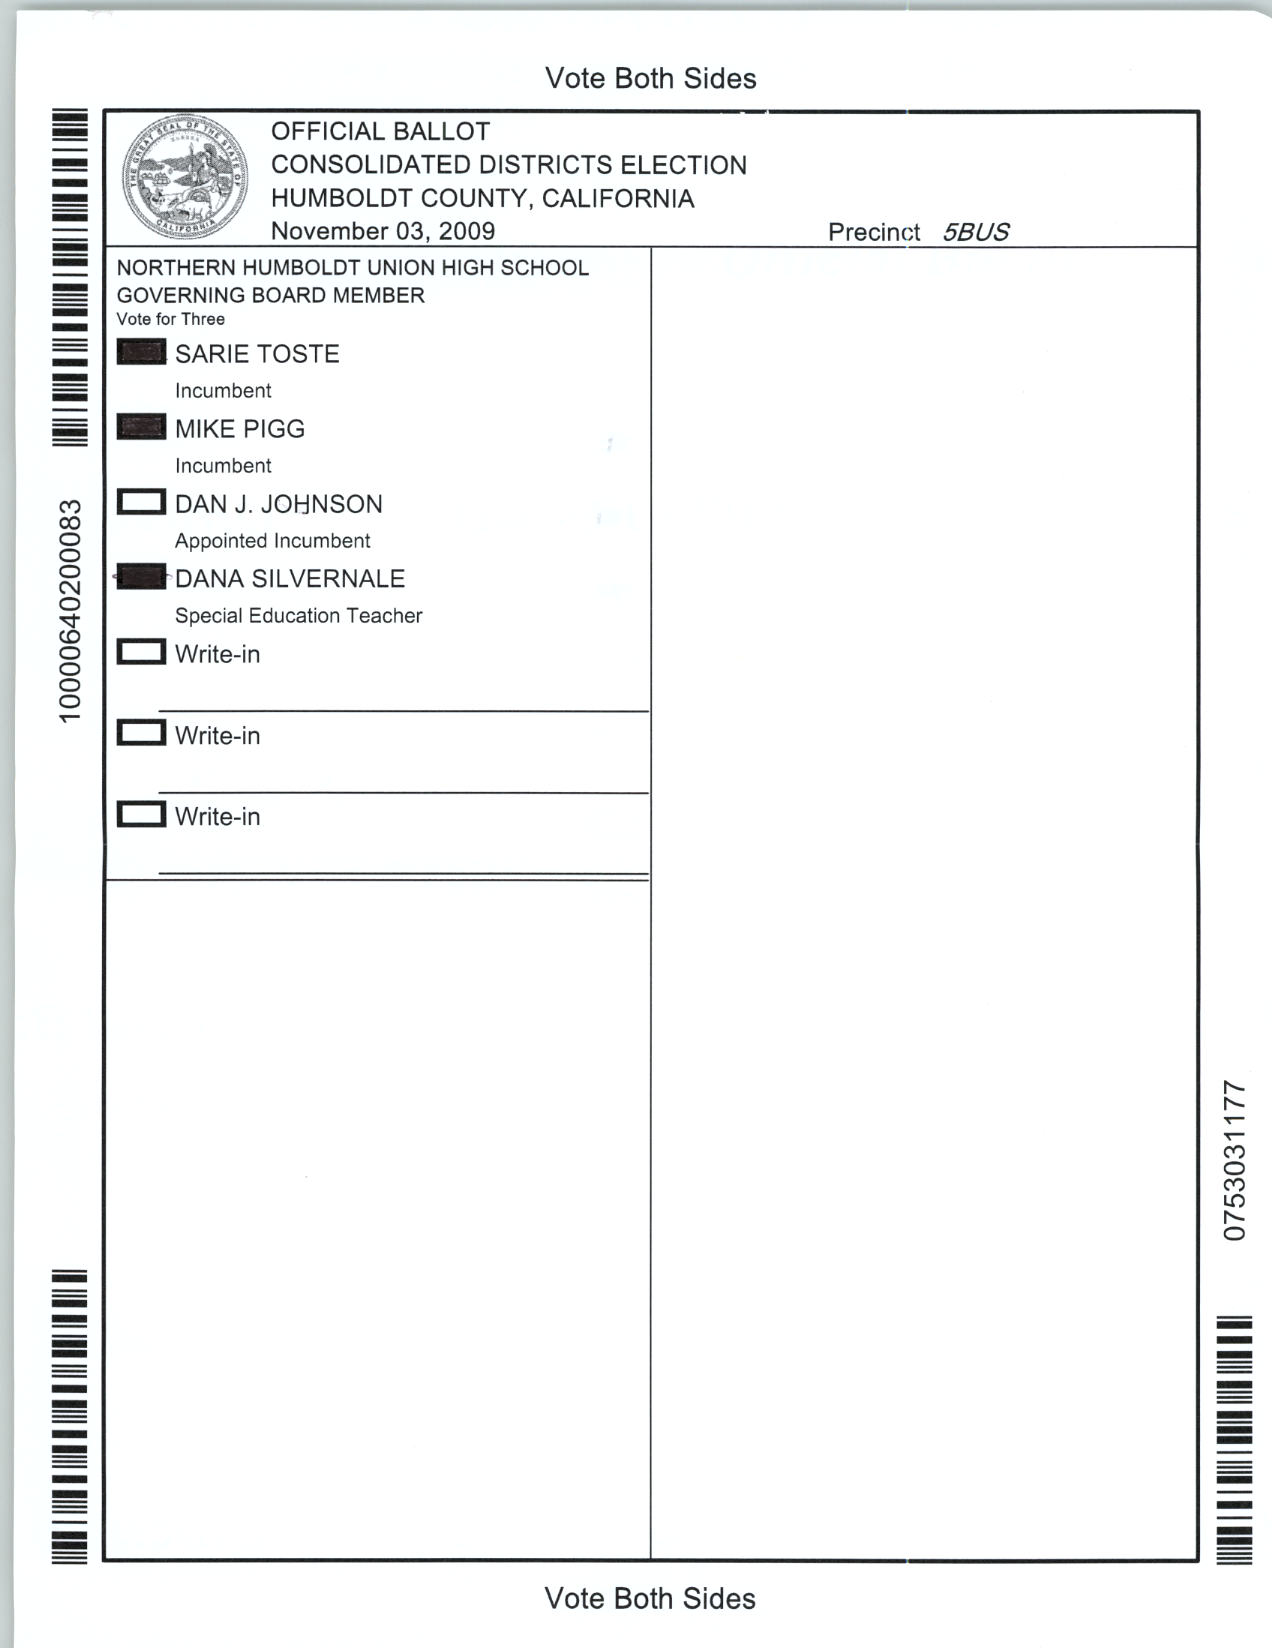 Vote Both Sides
THE GREAT SEAL OF THE STATE OF CALIFORNIA
EUREKA
OFFICIAL BALLOT
CONSOLIDATED DISTRICTS ELECTION
HUMBOLDT COUNTY, CALIFORNIA
November 03, 2009
Precinct 5BUS
NORTHERN HUMBOLDT UNION HIGH SCHOOL
GOVERNING BOARD MEMBER
Vote for Three
SARIE TOSTE
Incumbent
MIKE PIGG
Incumbent
DAN J. JOHNSON
Appointed Incumbent
DANA SILVERNALE
Special Education Teacher
Write-in
Write-in
Write-in
10000640200083
0753031177
Vote Both Sides